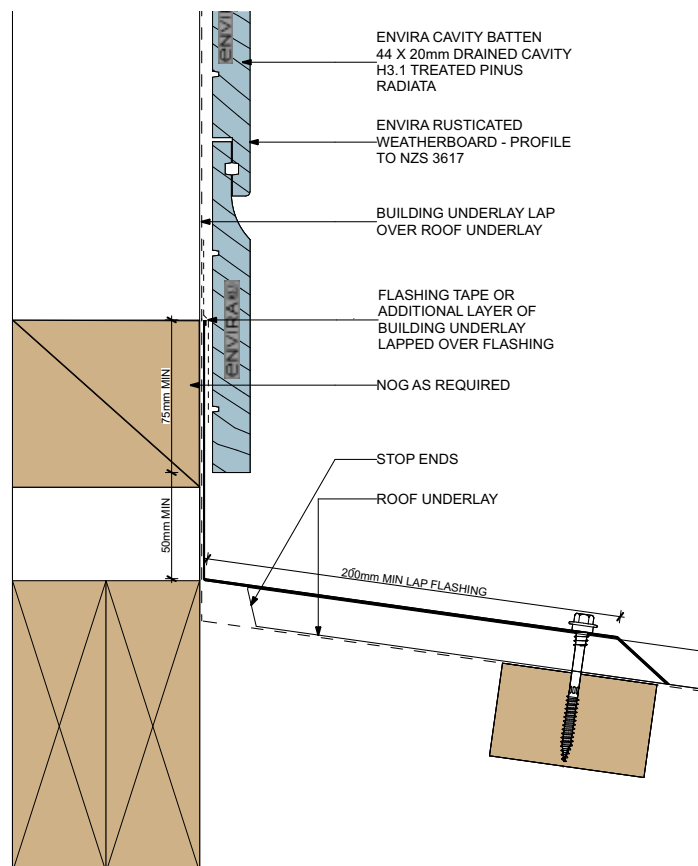 ENVIRA
ENVIRA CAVITY BATTEN
44 X 20mm DRAINED CAVITY
H3.1 TREATED PINUS
RADIATA
ENVIRA RUSTICATED
WEATHERBOARD - PROFILE
TO NZS 3617
BUILDING UNDERLAY LAP
OVER ROOF UNDERLAY
ENVIRA
FLASHING TAPE OR
ADDITIONAL LAYER OF
BUILDING UNDERLAY
LAPPED OVER FLASHING
75mm MIN
NOG AS REQUIRED
STOP ENDS
ROOF UNDERLAY
50mm MIN
200mm MIN LAP FLASHING